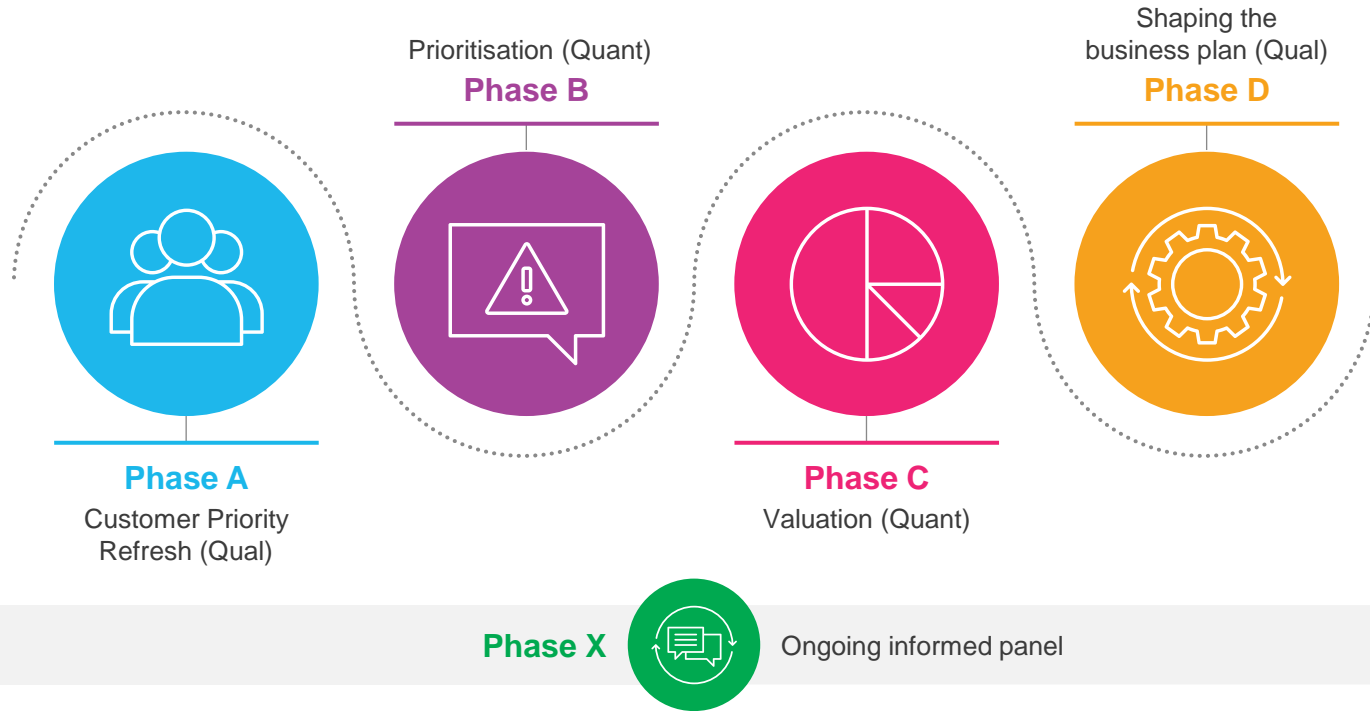 Phase A
Customer Priority
Refresh (Qual)
Prioritisation (Quant)
Phase B
Phase C
Valuation (Quant)
Shaping the
business plan (Qual)
Phase D
Phase X
Ongoing informed panel